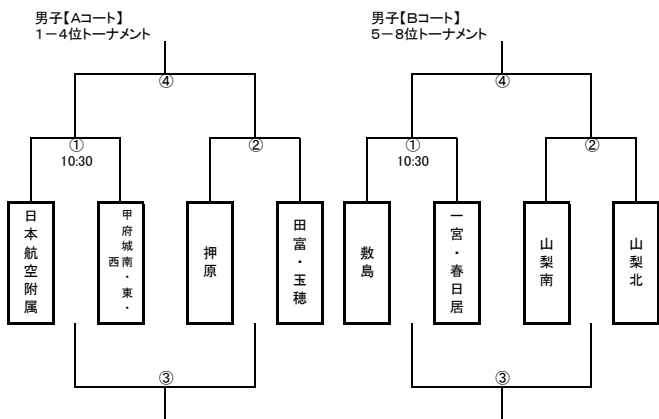 男子【Aコート】
1－4位トーナメント
④
①
10:30
②
日本航空附属
甲府城南・東・西
押原
田富・玉穂
③
男子【Bコート】
5－8位トーナメント
④
①
10:30
②
敷島
一宮・春日居
山梨南
山梨北
③